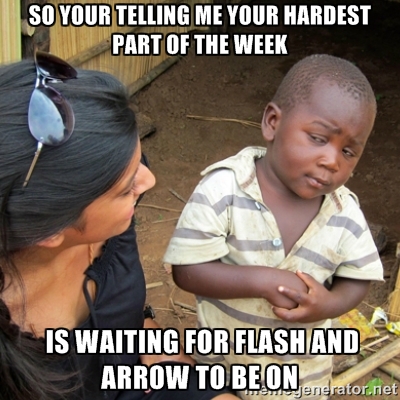 SO YOUR TELLING ME YOUR HARDEST
PART OF THE WEEK
IS WAITING FOR FLASH AND
ARROW TO BE ON
memegenerator.net